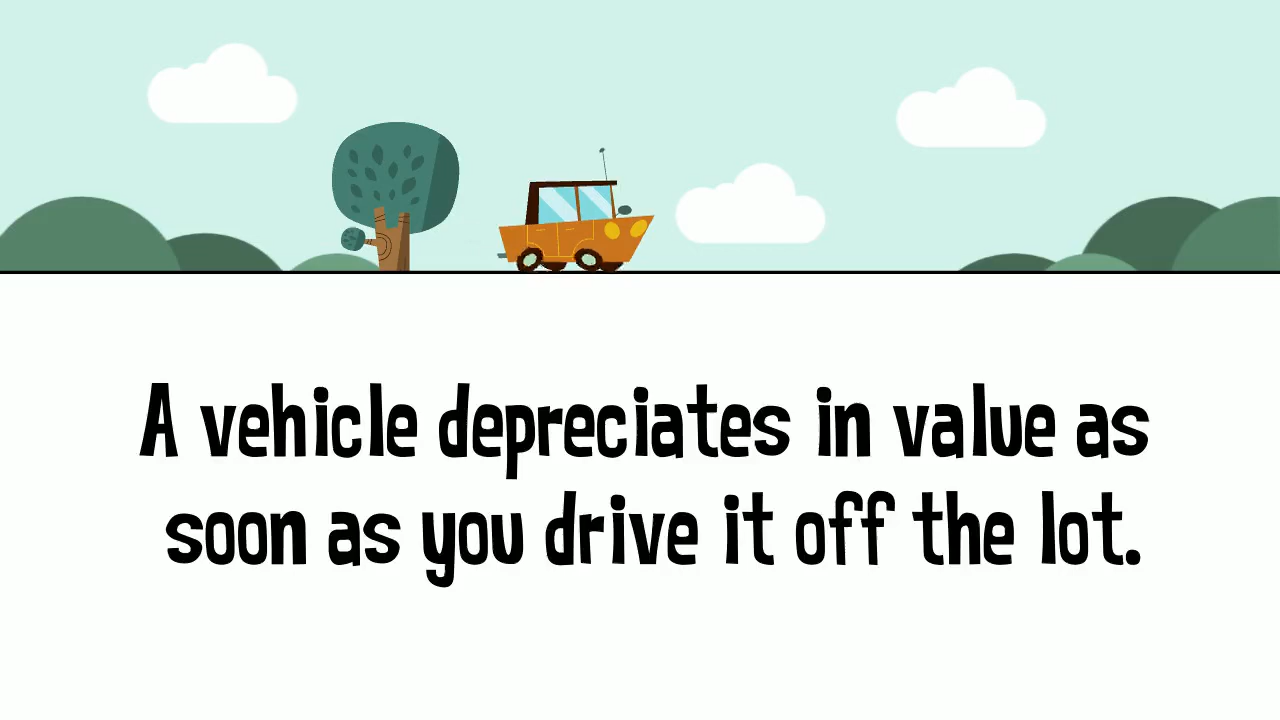 A vehicle depreciates in value as
soon as you drive it off the lot.